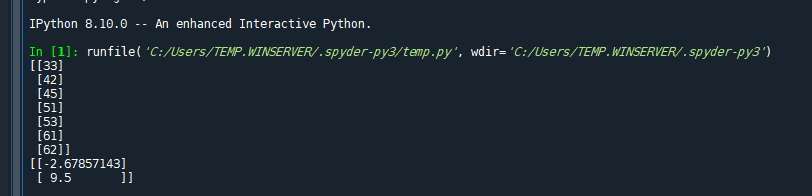 IPython 8.10.0 -- An enhanced Interactive Python.
In [1]: runfile('C:/Users/TEMP.WINSERVER/.spyder-py3/temp.py', wdir='C:/Users/TEMP.WINSERVER/.spyder-py3')
[[33]
 [42]
 [45]
 [51]
 [53]
 [61]
 [62]]
[[-2.67857143]
 [ 9.5       ]]